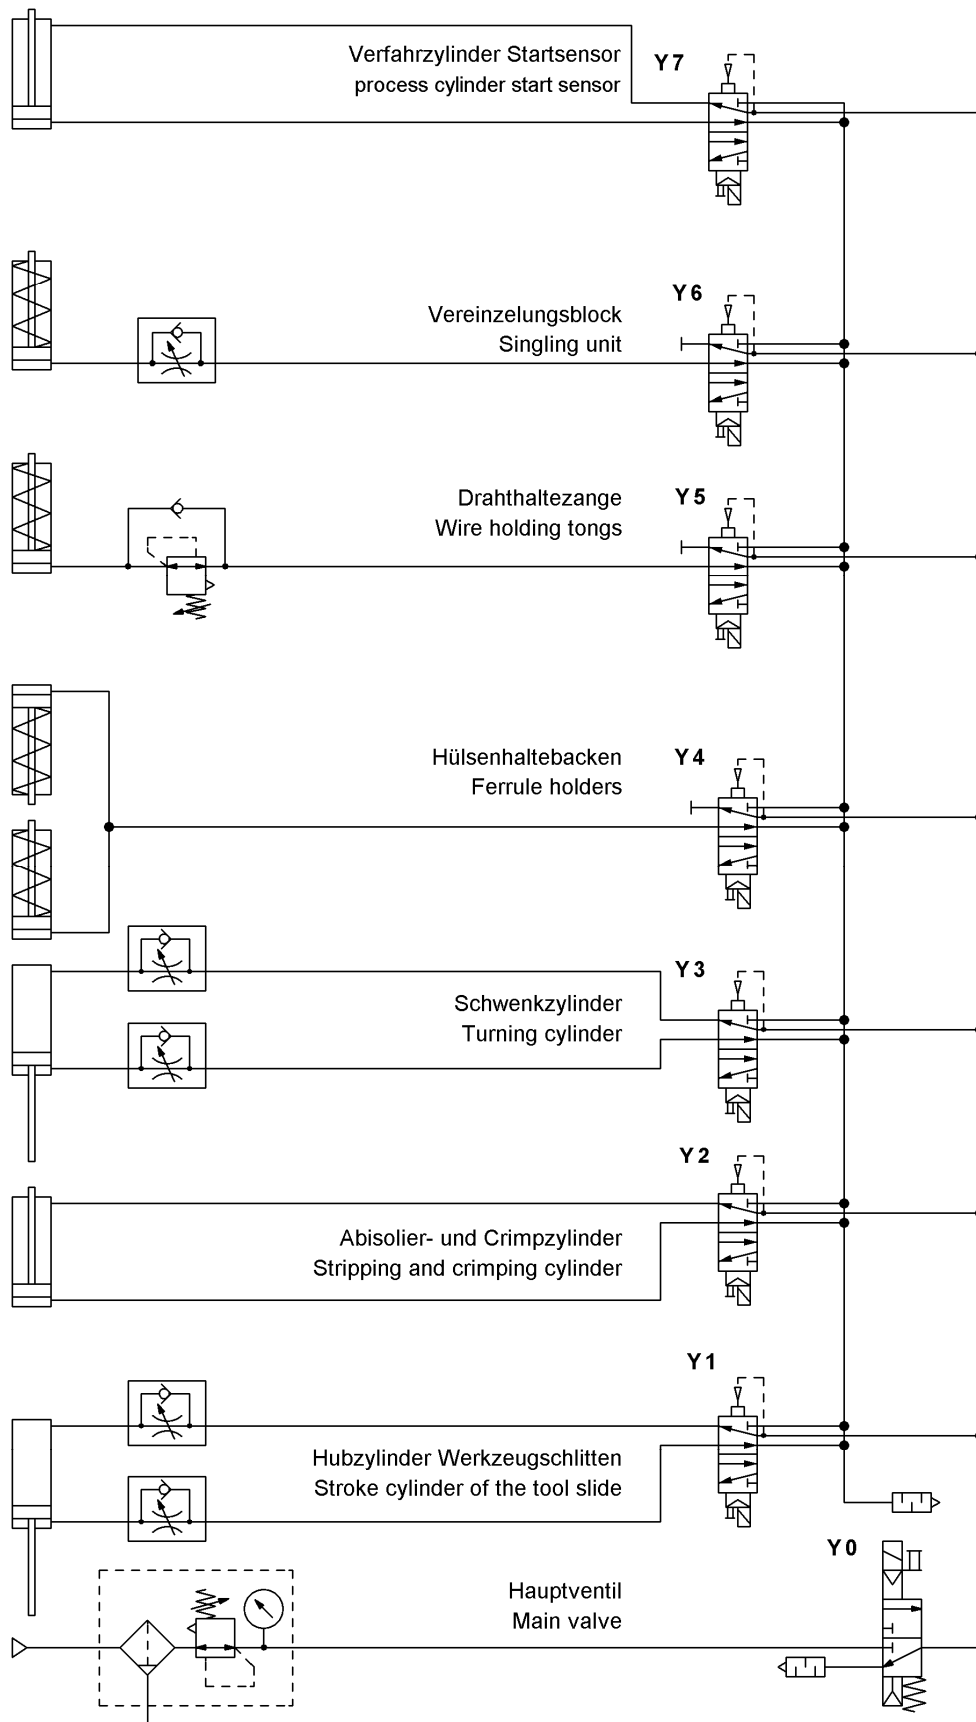 Verfahrzylinder Startsensor
process cylinder start sensor
Y7
Vereinzelungsblock
Singling unit
Y6
Drahthaltezange
Wire holding tongs
Y5
Hülsenhaltebacken
Ferrule holders
Y4
Schwenkzylinder
Turning cylinder
Y3
Abisolier- und Crimpzylinder
Stripping and crimping cylinder
Y2
Hubzylinder Werkzeugschlitten
Stroke cylinder of the tool slide
Y1
Hauptventil
Main valve
Y0